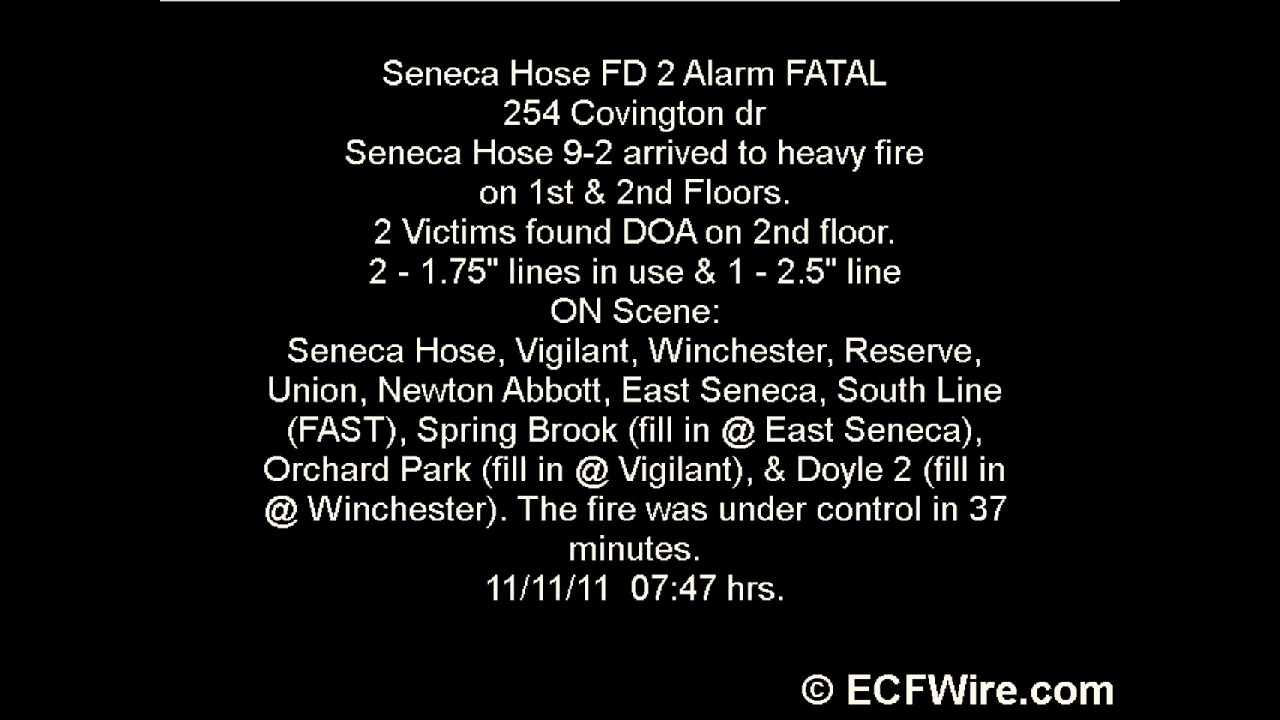 Seneca Hose FD 2 Alarm FATAL
254 Covington dr
Seneca Hose 9-2 arrived to heavy fire
on 1st & 2nd Floors.
2 Victims found DOA on 2nd floor.
2 - 1.75" lines in use & 1 - 2.5" line
ON Scene:
Seneca Hose, Vigilant, Winchester, Reserve,
Union, Newton Abbott, East Seneca, South Line
(FAST), Spring Brook (fill in @ East Seneca),
Orchard Park (fill in @ Vigilant), & Doyle 2 (fill in
@ Winchester). The fire was under control in 37
minutes.
11/11/11  07:47 hrs.
© ECFWire.com